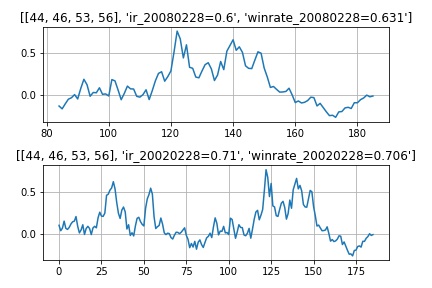 [[44, 46, 53, 56], 'ir_20080228=0.6', 'winrate_20080228=0.631']
0.5
0.0
80 100 120 140 160 180
[[44, 46, 53, 56], 'ir_20020228=0.71', 'winrate_20020228=0.706']
0.5
0.0
0 25 50 75 100 125 150 175